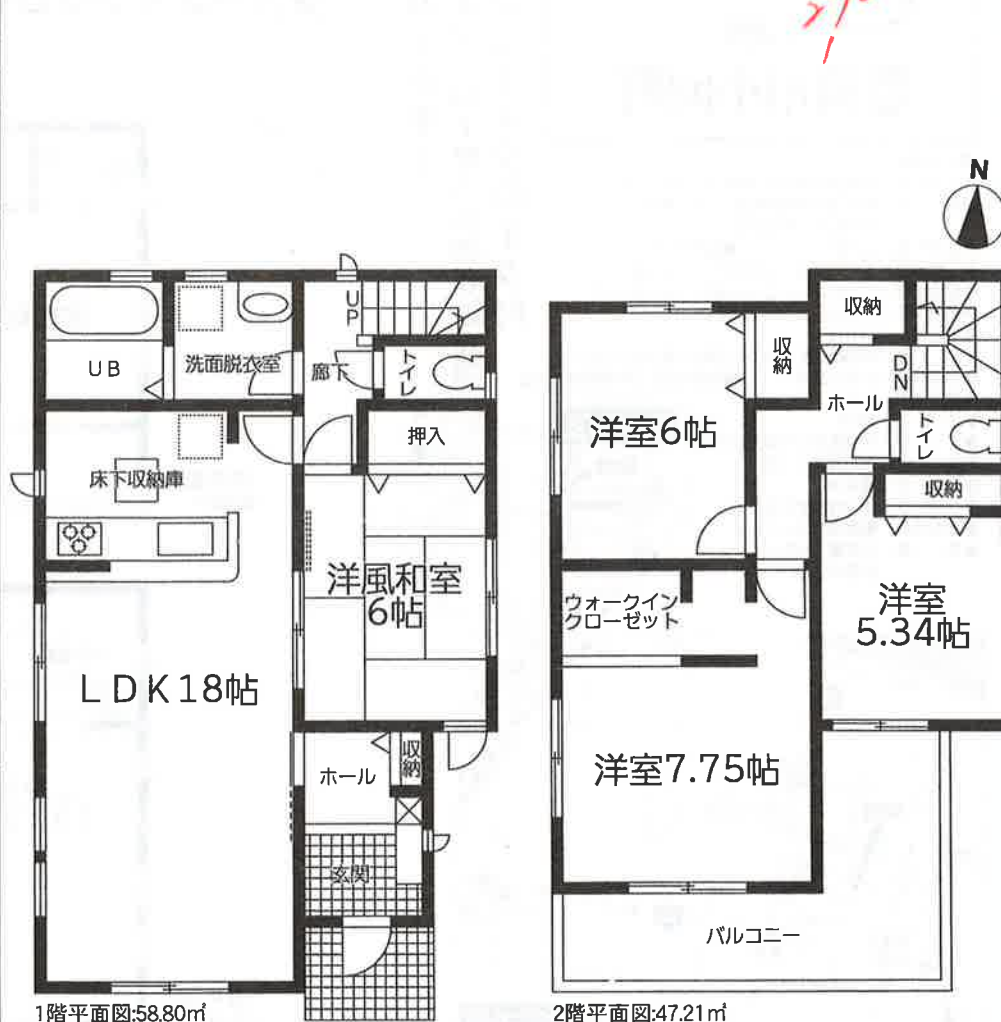 N
UP
UB
洗面脱衣室
廊下
トイレ
押入
床下収納庫
洋風和室
6帖
LDK18帖
ホール
収納
玄関
1階平面図:58.80㎡
収納
収納
DN
ホール
トイレ
洋室6帖
収納
ウォークイン
クローゼット
洋室
5.34帖
洋室7.75帖
バルコニー
2階平面図:47.21㎡